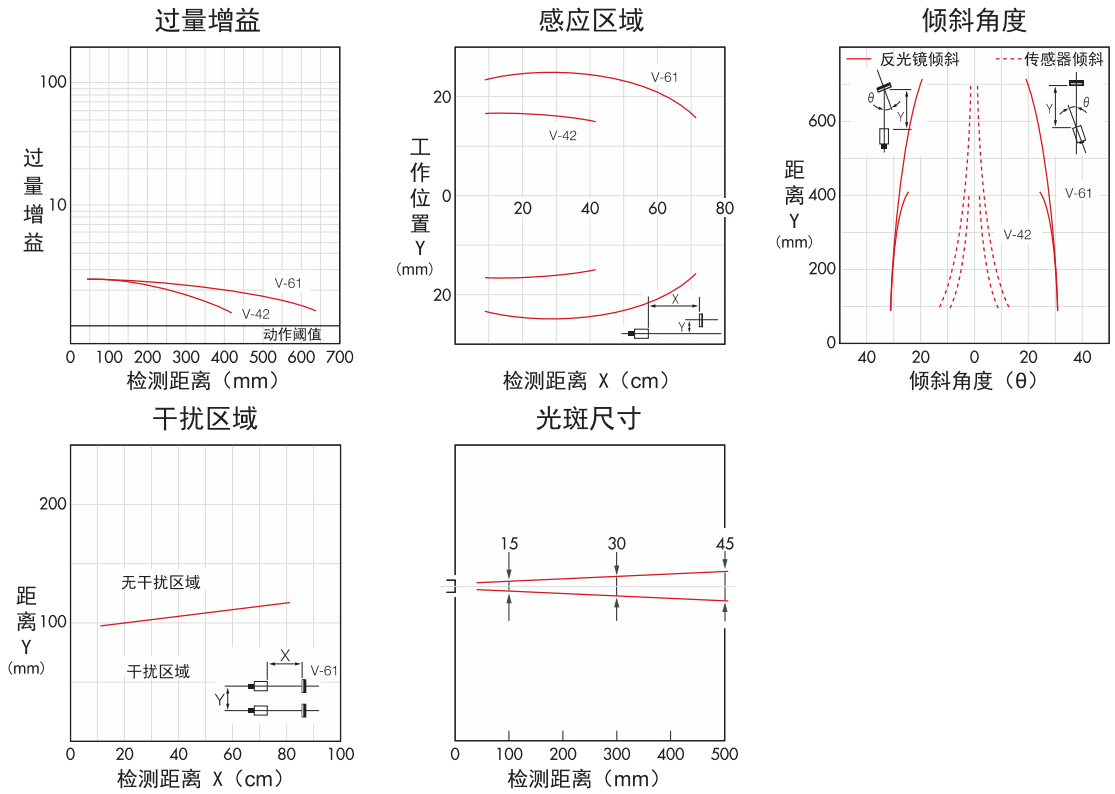 过量增益
100
10
过量增益
V-61
V-42
动作阈值
0 100 200 300 400 500 600 700
检测距离（mm）
感应区域
20
0
20
工作位置 Y
(mm)
V-61
V-42
20 40 60 80
X
Y
检测距离 X（cm）
倾斜角度
反光镜倾斜
传感器倾斜
θ
Y
Y
θ
600
400
200
0
距离 Y
(mm)
V-61
V-42
40 20 0 20 40
倾斜角度（θ）
干扰区域
200
100
距离 Y
(mm)
无干扰区域
干扰区域
X
Y
V-61
0 20 40 60 80 100
检测距离 X（cm）
光斑尺寸
15 30 45
0 100 200 300 400 500
检测距离（mm）